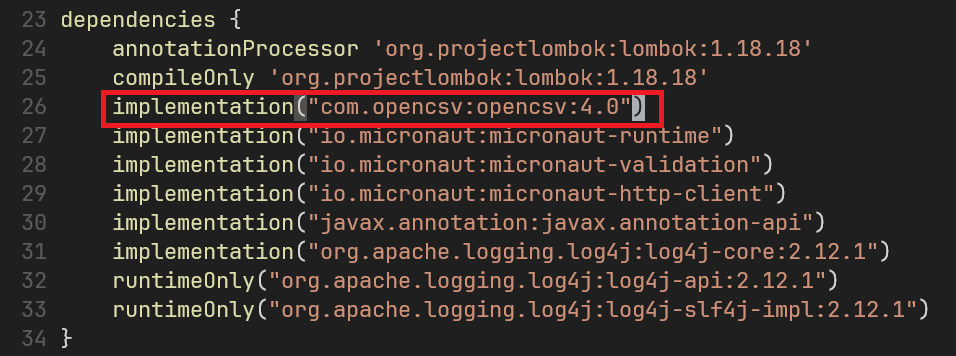 23 dependencies {
24     annotationProcessor 'org.projectlombok:lombok:1.18.18'
25     compileOnly 'org.projectlombok:lombok:1.18.18'
26     implementation("com.opencsv:opencsv:4.0")
27     implementation("io.micronaut:micronaut-runtime")
28     implementation("io.micronaut:micronaut-validation")
29     implementation("io.micronaut:micronaut-http-client")
30     implementation("javax.annotation:javax.annotation-api")
31     implementation("org.apache.logging.log4j:log4j-core:2.12.1")
32     runtimeOnly("org.apache.logging.log4j:log4j-api:2.12.1")
33     runtimeOnly("org.apache.logging.log4j:log4j-slf4j-impl:2.12.1")
34 }